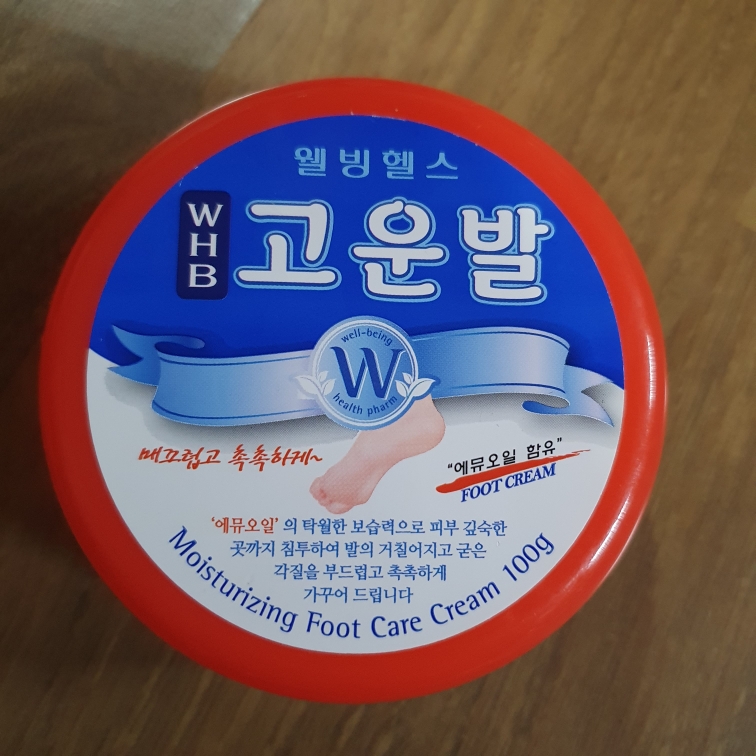 웰빙헬스
WHB
고운발
well-being
W
health pharm
매끄럽고 촉촉하게~
"에뮤오일 함유"
FOOT CREAM
'에뮤오일'의 탁월한 보습력으로 피부 깊숙한
곳까지 침투하여 발의 거칠어지고 굳은
각질을 부드럽고 촉촉하게
가꾸어 드립니다
Moisturizing Foot Care Cream 100g